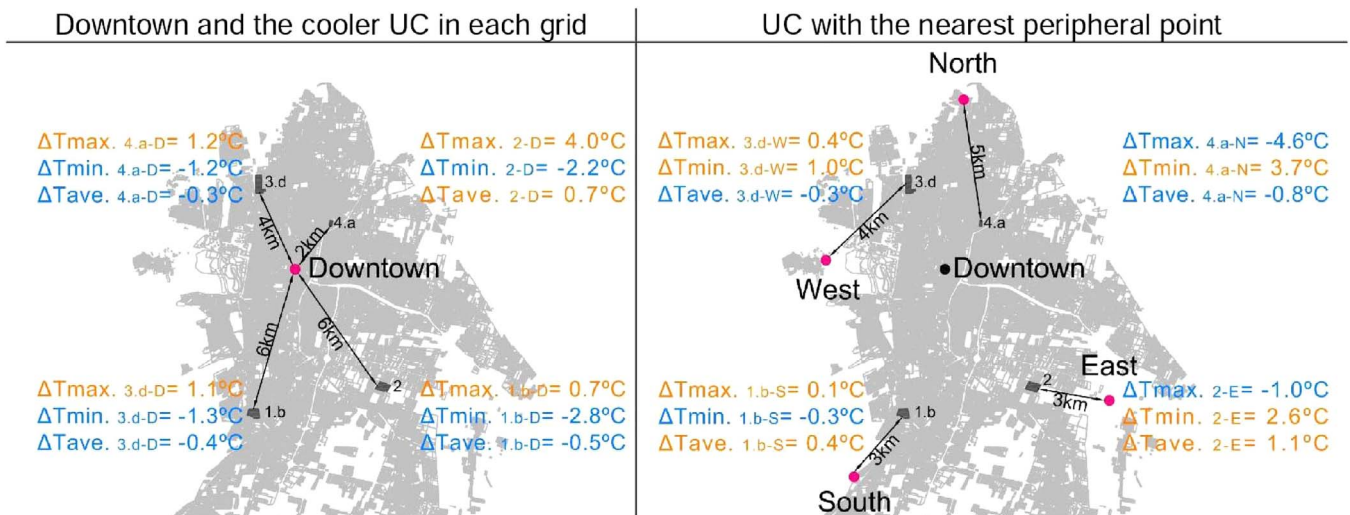 Downtown and the cooler UC in each grid
ΔTmax. 4.a-D= 1.2ºC
ΔTmin. 4.a-D= -1.2ºC
ΔTave. 4.a-D= -0.3ºC
ΔTmax. 2-D= 4.0ºC
ΔTmin. 2-D= -2.2ºC
ΔTave. 2-D= 0.7ºC
3.d
4.a
4km
2km
Downtown
6km
6km
2
1.b
ΔTmax. 3.d-D= 1.1ºC
ΔTmin. 3.d-D= -1.3ºC
ΔTave. 3.d-D= -0.4ºC
ΔTmax. 1.b-D= 0.7ºC
ΔTmin. 1.b-D= -2.8ºC
ΔTave. 1.b-D= -0.5ºC
UC with the nearest peripheral point
North
ΔTmax. 3.d-W= 0.4ºC
ΔTmin. 3.d-W= 1.0ºC
ΔTave. 3.d-W= -0.3ºC
ΔTmax. 4.a-N= -4.6ºC
ΔTmin. 4.a-N= 3.7ºC
ΔTave. 4.a-N= -0.8ºC
5km
3.d
4.a
4km
West
Downtown
East
2
3km
1.b
3km
South
ΔTmax. 1.b-S= 0.1ºC
ΔTmin. 1.b-S= -0.3ºC
ΔTave. 1.b-S= 0.4ºC
ΔTmax. 2-E= -1.0ºC
ΔTmin. 2-E= 2.6ºC
ΔTave. 2-E= 1.1ºC